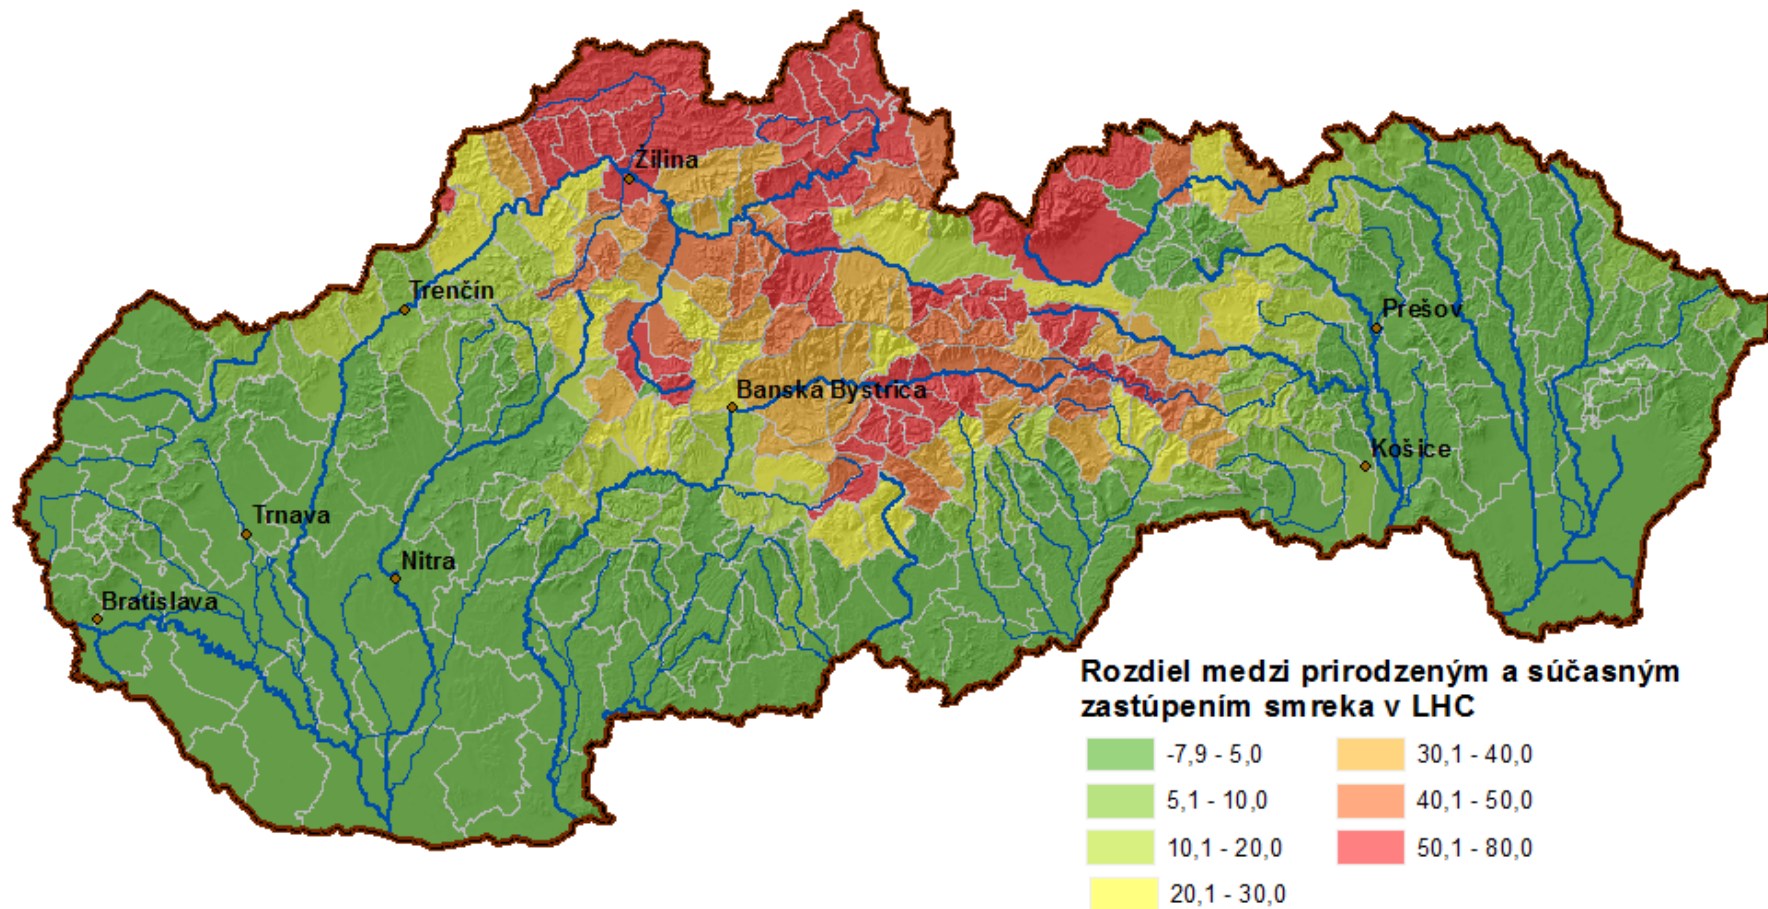 Žilina
Trenčín
Prešov
Banská Bystrica
Košice
Trnava
Nitra
Bratislava
Rozdiel medzi prirodzeným a súčasným
zastúpením smreka v LHC
-7,9 - 5,0
5,1 - 10,0
10,1 - 20,0
20,1 - 30,0
30,1 - 40,0
40,1 - 50,0
50,1 - 80,0